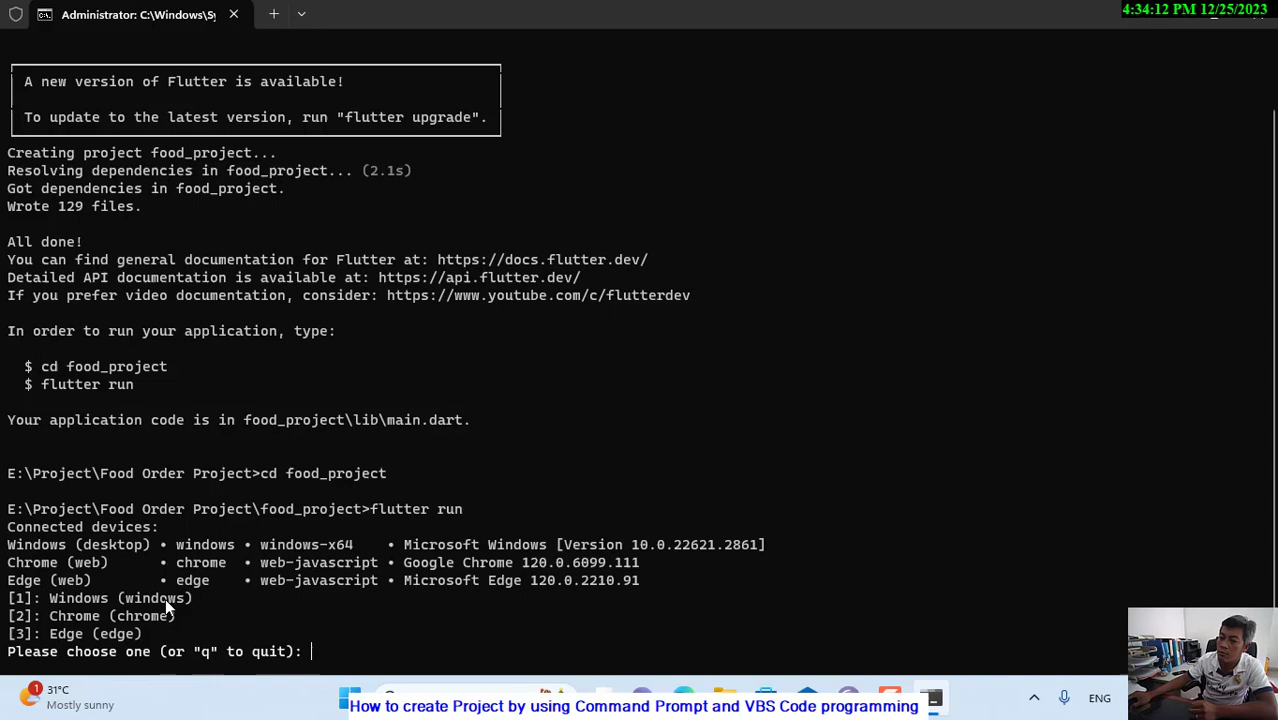 Administrator: C:\Windows\Sy
4:34:12 PM 12/25/2023
A new version of Flutter is available!
To update to the latest version, run "flutter upgrade".
Creating project food_project...
Resolving dependencies in food_project... (2.1s)
Got dependencies in food_project.
Wrote 129 files.
All done!
You can find general documentation for Flutter at: https://docs.flutter.dev/
Detailed API documentation is available at: https://api.flutter.dev/
If you prefer video documentation, consider: https://www.youtube.com/c/flutterdev
In order to run your application, type:
$ cd food_project
$ flutter run
Your application code is in food_project\lib\main.dart.
E:\Project\Food Order Project>cd food_project
E:\Project\Food Order Project\food_project>flutter run
Connected devices:
Windows (desktop) • windows • windows-x64 • Microsoft Windows [Version 10.0.22621.2861]
Chrome (web) • chrome • web-javascript • Google Chrome 120.0.6099.111
Edge (web) • edge • web-javascript • Microsoft Edge 120.0.2210.91
[1]: Windows (windows)
[2]: Chrome (chrome)
[3]: Edge (edge)
Please choose one (or "q" to quit):
1
31°C
Mostly sunny
ENG
How to create Project by using Command Prompt and VBS Code programming